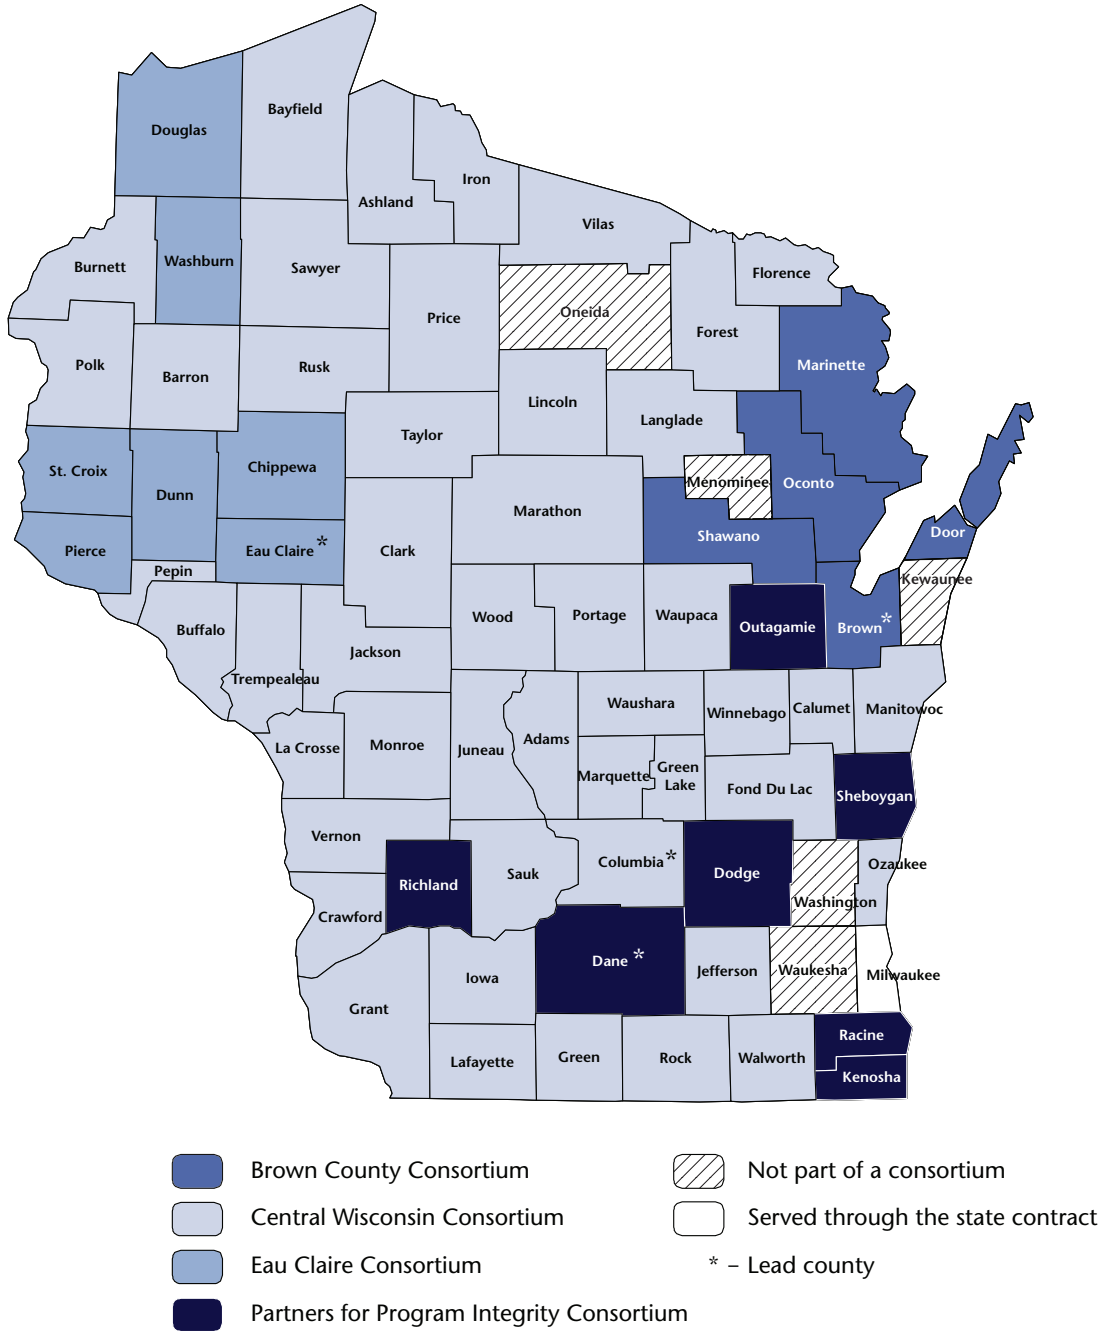 Bayfield
Douglas
Iron
Ashland
Vilas
Washburn
Burnett
Sawyer
Florence
Oneida
Price
Forest
Polk
Marinette
Rusk
Barron
Lincoln
Langlade
Taylor
Chippewa
St. Croix
Menominee
Oconto
Dunn
Marathon
Door
Shawano
Pierce
Eau Claire *
Clark
Pepin
Kewaunee
Wood
Portage
Waupaca
Outagamie
Brown *
Buffalo
Jackson
Trempealeau
Waushara
Calumet
Manitowoc
Winnebago
Adams
La Crosse
Monroe
Juneau
Green
Lake
Marquette
Fond Du Lac
Sheboygan
Vernon
Columbia *
Ozaukee
Sauk
Dodge
Richland
Washington
Crawford
Dane *
Jefferson
Waukesha
Milwaukee
Iowa
Grant
Racine
Lafayette
Green
Rock
Walworth
Kenosha
Brown County Consortium
Central Wisconsin Consortium
Eau Claire Consortium
Partners for Program Integrity Consortium
Not part of a consortium
Served through the state contract
* – Lead county